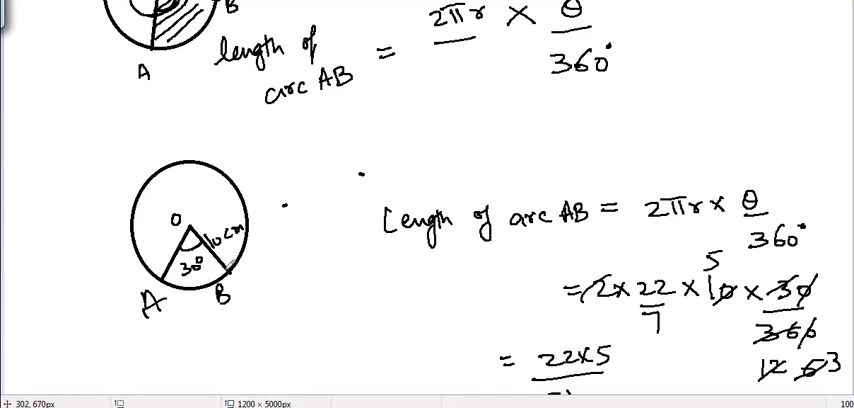 B
A
length of arc AB = 2πr × θ
360°
O
10cm
30°
A B
Length of arc AB = 2πr × θ
360°
5
= 2 × 22 × 10 × 30
7 360
12 6 3
= 22×5
302, 670px 1200 × 5000px 100